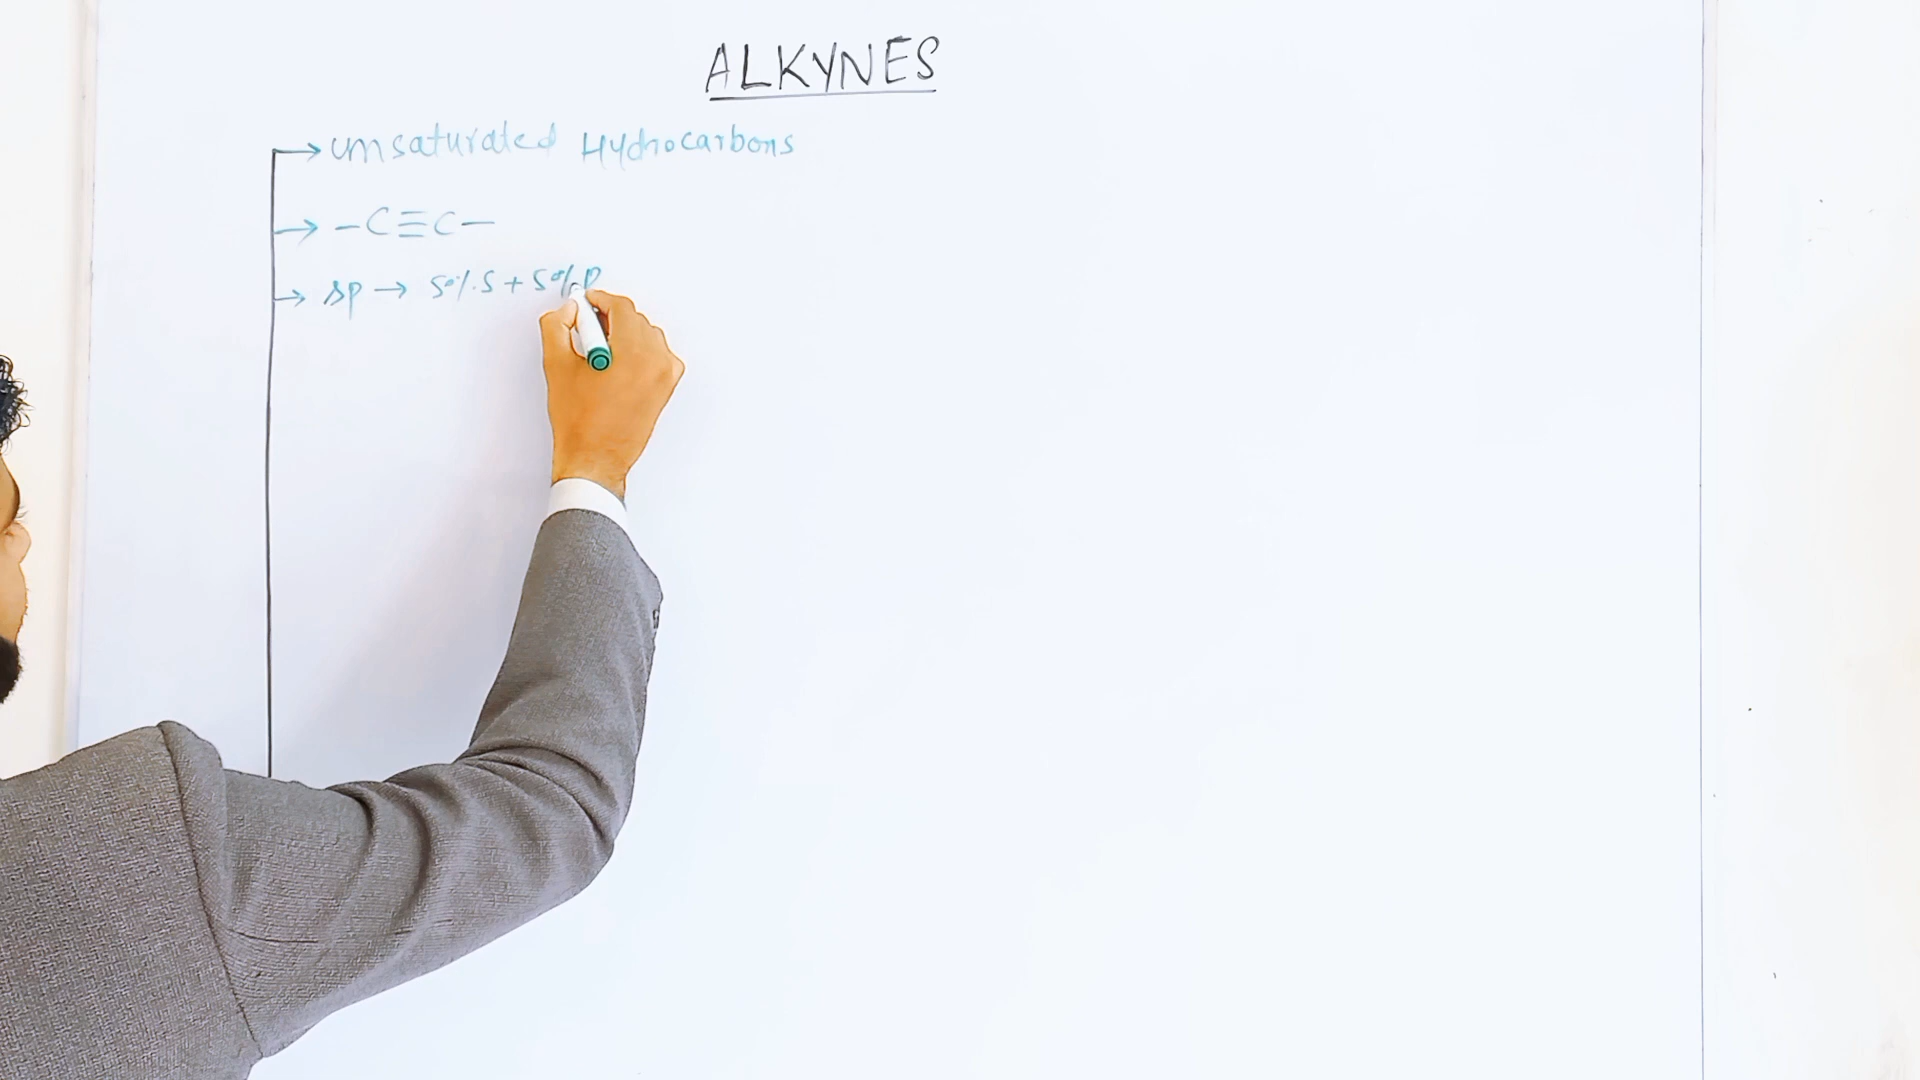 ALKYNES
→ unsaturated Hydrocarbons
→ -C≡C-
→ sp → 50%.S + 50%.P